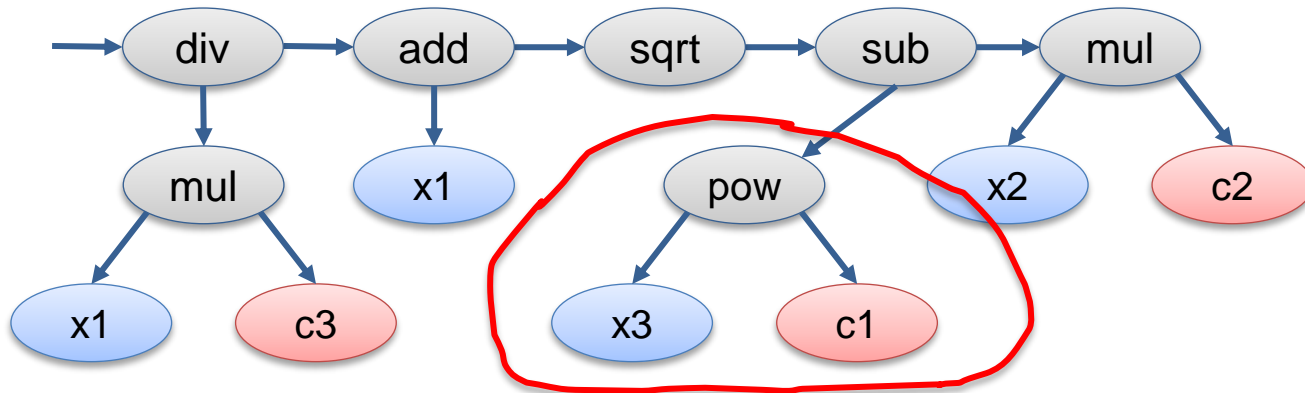 div add sqrt sub mul
mul x1 pow x2 c2
x1 c3 x3 c1